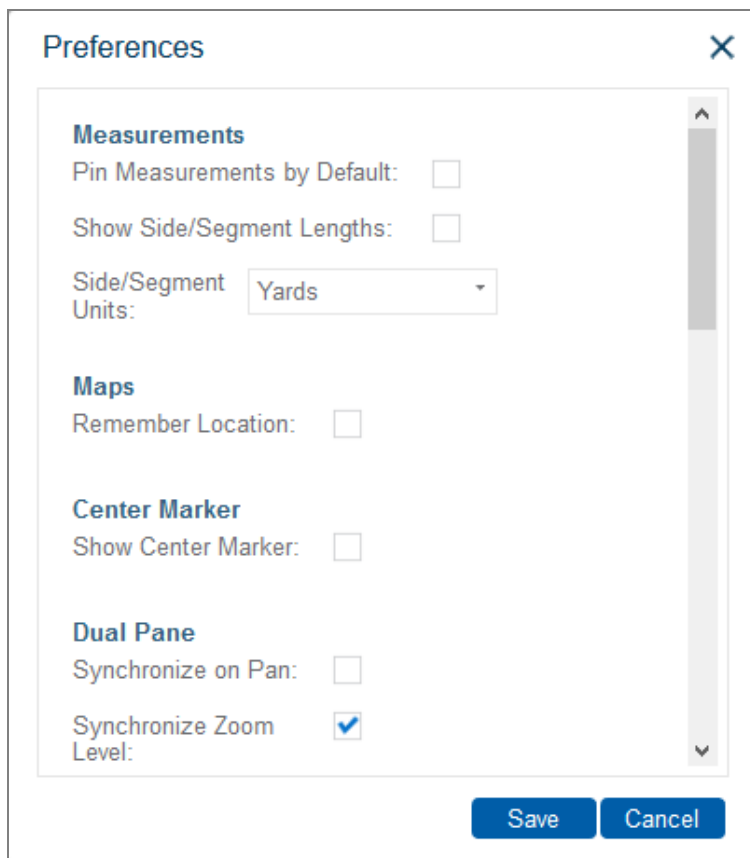 Preferences
Measurements
Pin Measurements by Default:
Show Side/Segment Lengths:
Side/Segment
Units:
Yards
Maps
Remember Location:
Center Marker
Show Center Marker:
Dual Pane
Synchronize on Pan:
Synchronize Zoom
Level:
Save
Cancel